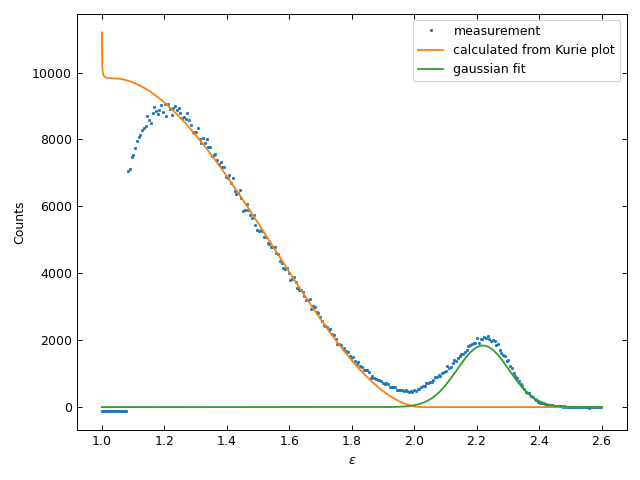 measurement
calculated from Kurie plot
gaussian fit
Counts
10000
8000
6000
4000
2000
0
1.0 1.2 1.4 1.6 1.8 2.0 2.2 2.4 2.6
ε